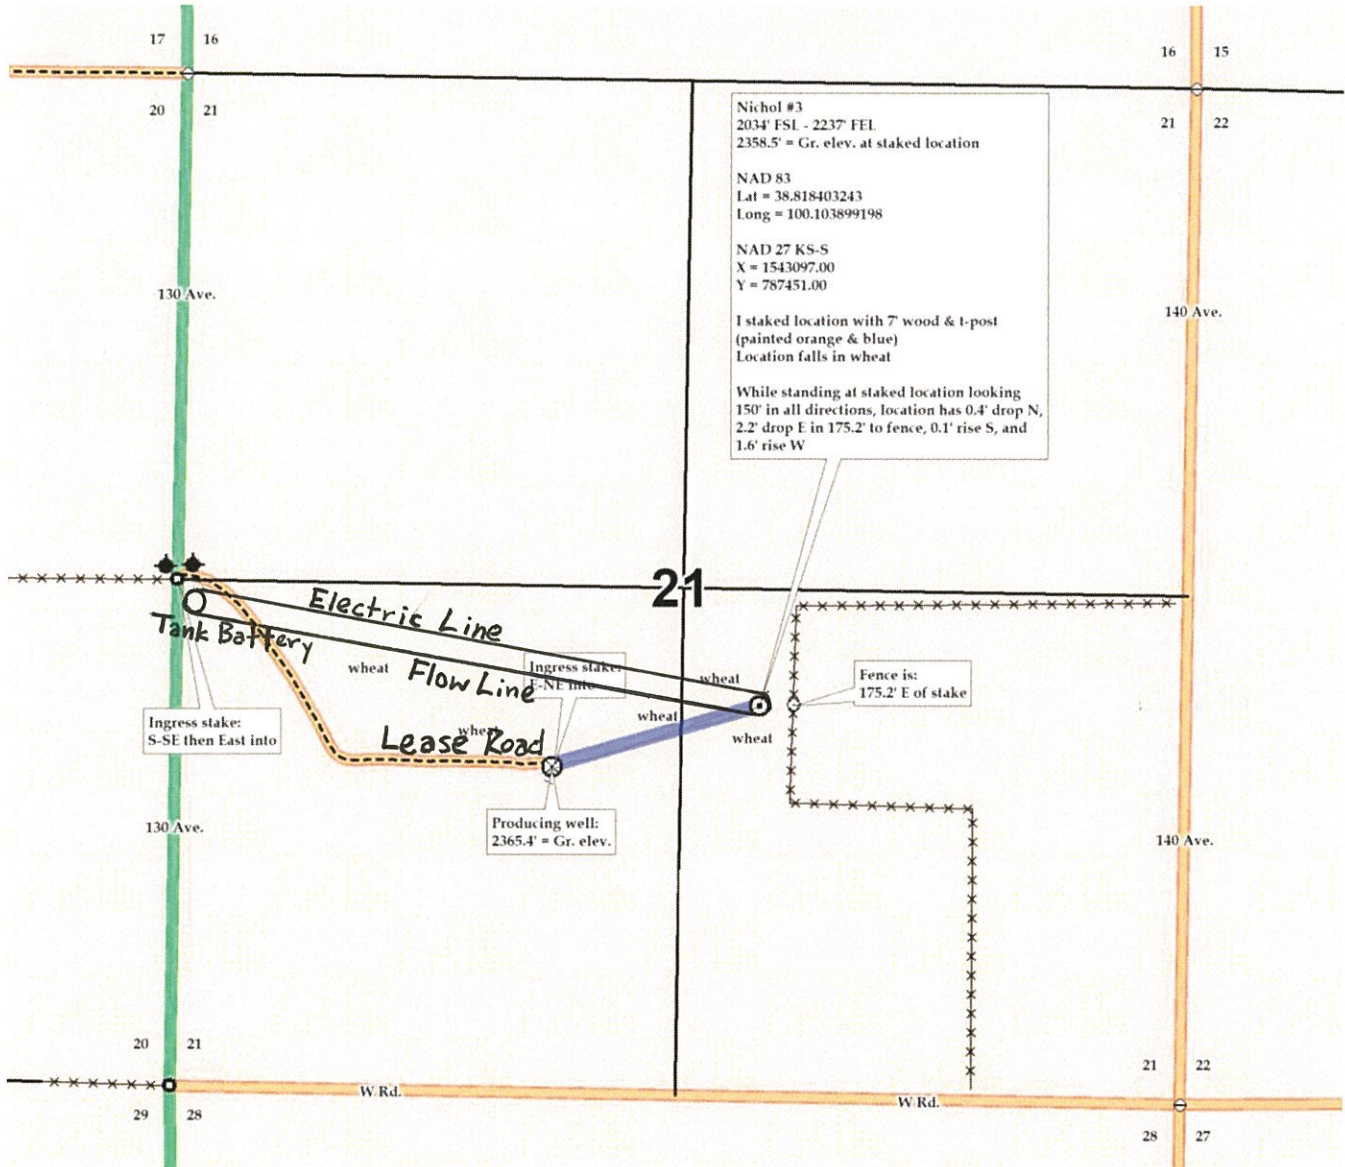 17
16
16
15
20
21
21
22
Nichol #3
2034' FSL - 2237' FEL
2358.5' = Gr. elev. at staked location
NAD 83
Lat = 38.818403243
Long = 100.103899198
NAD 27 KS-S
X = 1543097.00
Y = 787451.00
I staked location with 7' wood & t-post
(painted orange & blue)
Location falls in wheat
While standing at staked location looking
150' in all directions, location has 0.4' drop N,
2.2' drop E in 175.2' to fence, 0.1' rise S, and
1.6' rise W
130 Ave.
140 Ave.
21
Electric Line
Tank Battery
wheat
Flow Line
Ingress stake:
E-NE into
wheat
wheat
wheat
Fence is:
175.2' E of stake
Ingress stake:
S-SE then East into
wheat
Lease Road
Producing well:
2365.4' = Gr. elev.
130 Ave.
140 Ave.
20
21
21
22
W Rd.
W Rd.
29
28
28
27